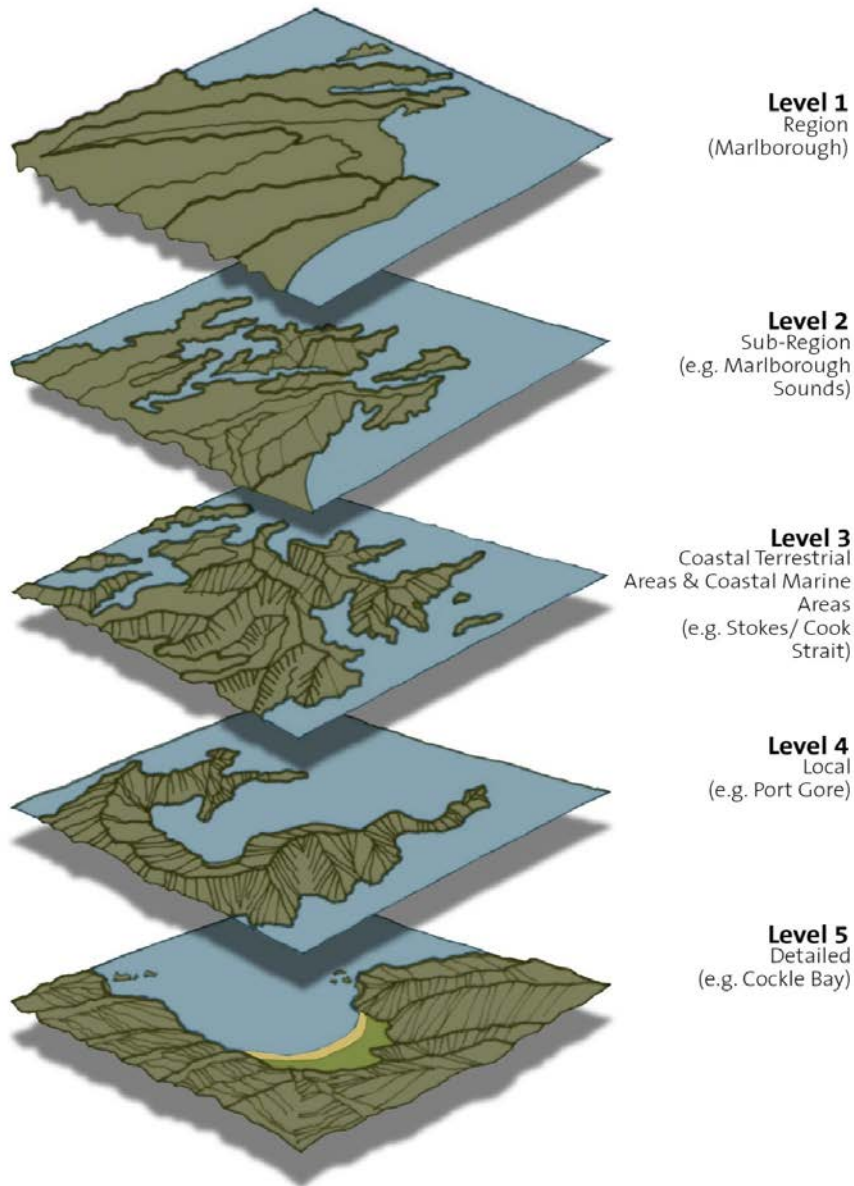 Level 1
Region
(Marlborough)
Level 2
Sub-Region
(e.g. Marlborough
Sounds)
Level 3
Coastal Terrestrial
Areas & Coastal Marine
Areas
(e.g. Stokes/ Cook
Strait)
Level 4
Local
(e.g. Port Gore)
Level 5
Detailed
(e.g. Cockle Bay)